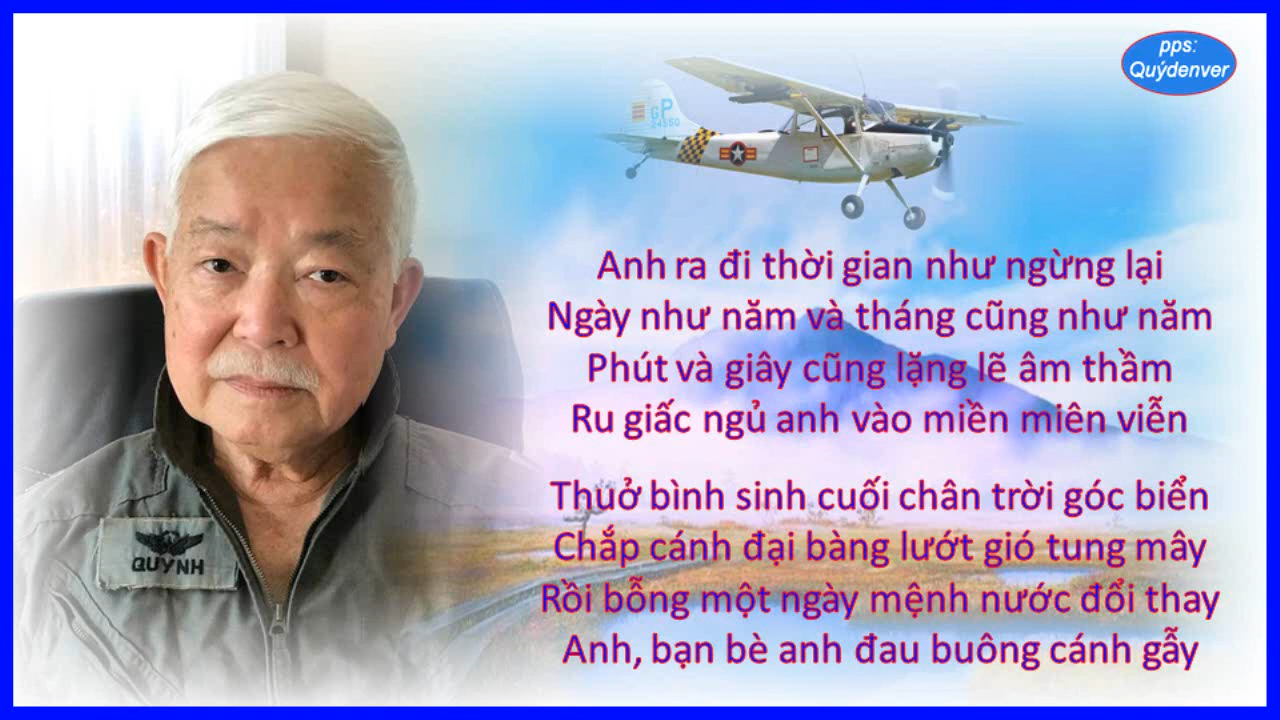 pps:
Quýdenver
GP
24550
Anh ra đi thời gian như ngừng lại
Ngày như năm và tháng cũng như năm
Phút và giây cũng lặng lẽ âm thầm
Ru giấc ngủ anh vào miền miên viễn
Thuở bình sinh cuối chân trời góc biển
Chắp cánh đại bàng lướt gió tung mây
Rồi bỗng một ngày mệnh nước đổi thay
Anh, bạn bè anh đau buông cánh gẫy
QUỲNH